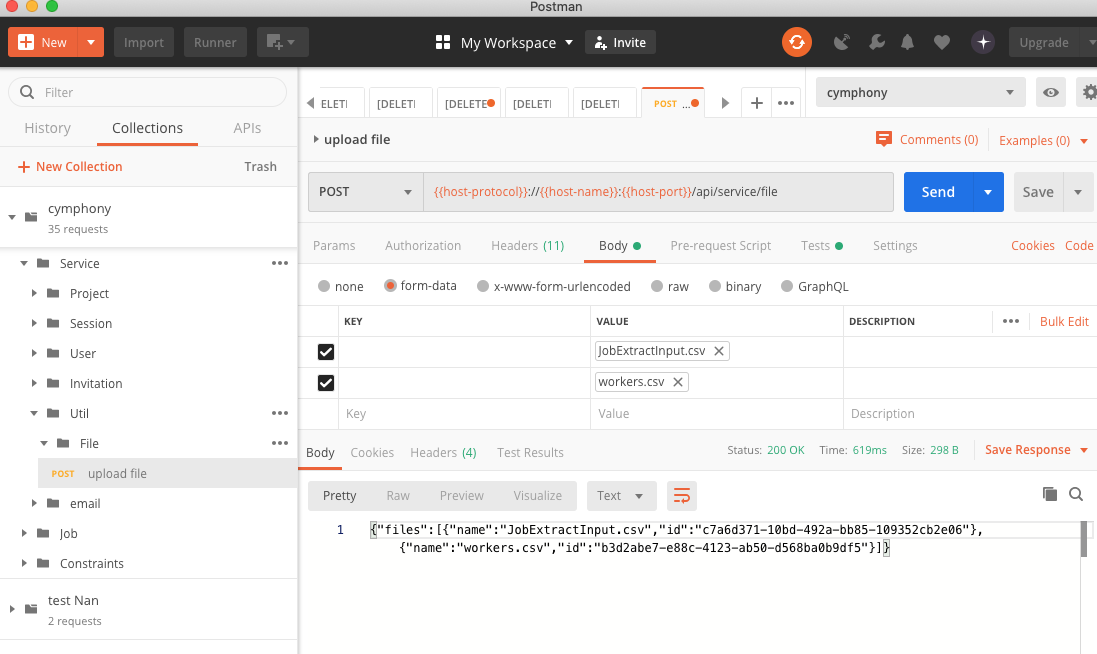 Postman
New
Import
Runner
My Workspace
Invite
Upgrade
Filter
History
Collections
APIs
New Collection
Trash
cymphony
35 requests
Service
Project
Session
User
Invitation
Util
File
POST upload file
email
Job
Constraints
test Nan
2 requests
ELETI
[DELETI
[DELETE
[DELETI
[DELETI
POST ...
cymphony
upload file
Comments (0)
Examples (0)
POST
{{host-protocol}}://{{host-name}}:{{host-port}}/api/service/file
Send
Save
Params
Authorization
Headers (11)
Body
Pre-request Script
Tests
Settings
Cookies
Code
none
form-data
x-www-form-urlencoded
raw
binary
GraphQL
KEY
VALUE
DESCRIPTION
Bulk Edit
JobExtractInput.csv
workers.csv
Key
Value
Description
Body
Cookies
Headers (4)
Test Results
Status: 200 OK
Time: 619ms
Size: 298 B
Save Response
Pretty
Raw
Preview
Visualize
Text
1 {"files":[{"name":"JobExtractInput.csv","id":"c7a6d371-10bd-492a-bb85-109352cb2e06"},
{"name":"workers.csv","id":"b3d2abe7-e88c-4123-ab50-d568ba0b9df5"}]}